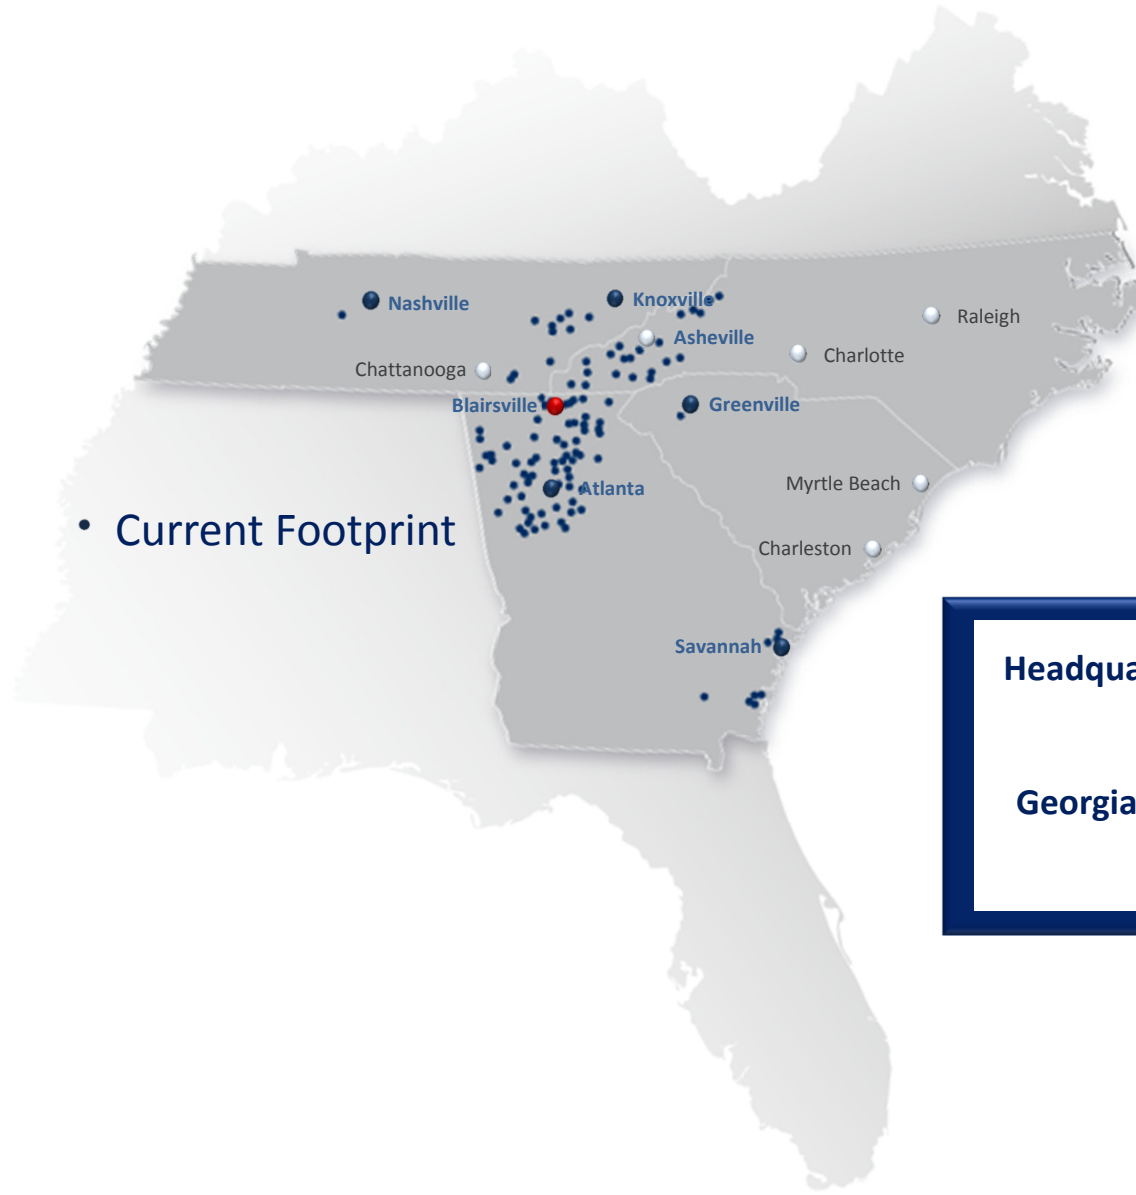 Nashville
Knoxville
Raleigh
Asheville
Charlotte
Chattanooga
Blairsville
Greenville
Myrtle Beach
Atlanta
• Current Footprint
Charleston
Savannah
Headqua
Georgia